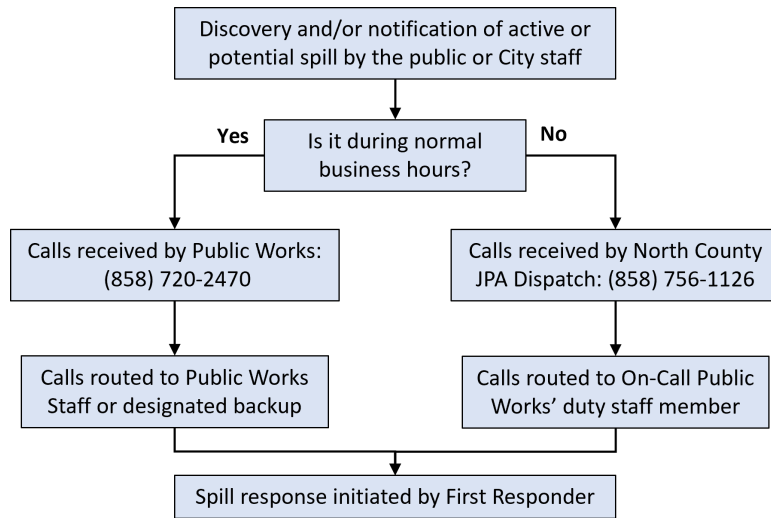 Discovery and/or notification of active or
potential spill by the public or City staff
Yes
No
Is it during normal
business hours?
Calls received by Public Works:
(858) 720-2470
Calls received by North County
JPA Dispatch: (858) 756-1126
Calls routed to Public Works
Staff or designated backup
Calls routed to On-Call Public
Works’ duty staff member
Spill response initiated by First Responder